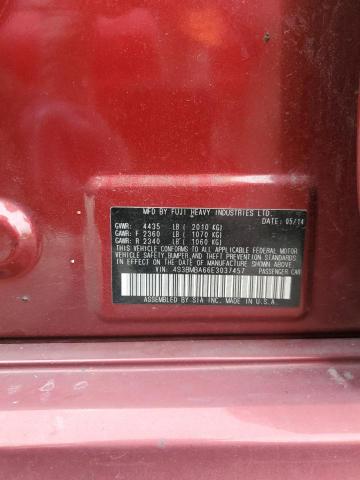 MFD BY FUJI HEAVY INDUSTRIES LTD.
DATE: 05/14
GVWR: 4435 LB ( 2010 KG)
GAWR: F 2360 LB ( 1070 KG)
GAWR: R 2340 LB ( 1060 KG)
THIS VEHICLE CONFORMS TO ALL APPLICABLE FEDERAL MOTOR
VEHICLE SAFETY, BUMPER, AND THEFT PREVENTION STANDARDS
IN EFFECT ON THE DATE OF MANUFACTURE SHOWN ABOVE.
VIN: 4S3BMBA66E3037457 PASSENGER CAR
ASSEMBLED BY SIA INC. MADE IN U.S.A.